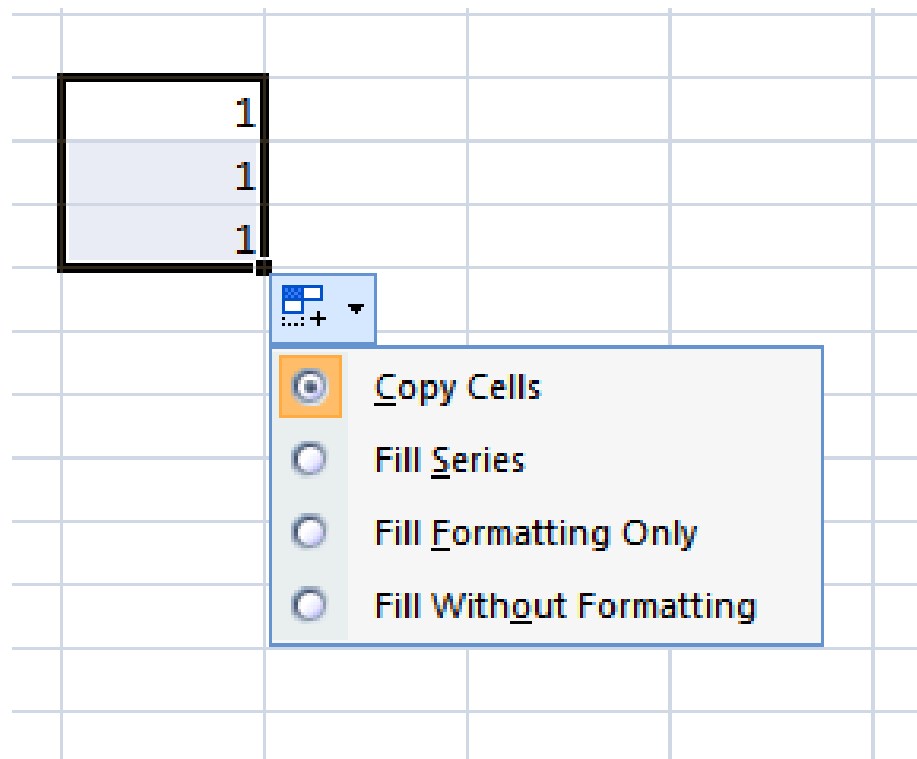 1
1
1
Copy Cells
Fill Series
Fill Formatting Only
Fill Without Formatting